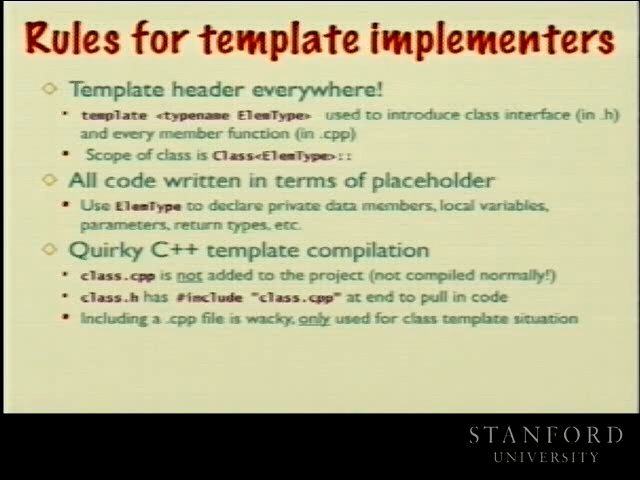 Rules for template implementers
Template header everywhere!
template <typename ElemType> used to introduce class interface (in .h)
and every member function (in .cpp)
Scope of class is Class<ElemType>::
All code written in terms of placeholder
Use ElemType to declare private data members, local variables,
parameters, return types, etc.
Quirky C++ template compilation
class.cpp is not added to the project (not compiled normally!)
class.h has #include "class.cpp" at end to pull in code
Including a .cpp file is wacky, only used for class template situation
STANFORD
UNIVERSITY